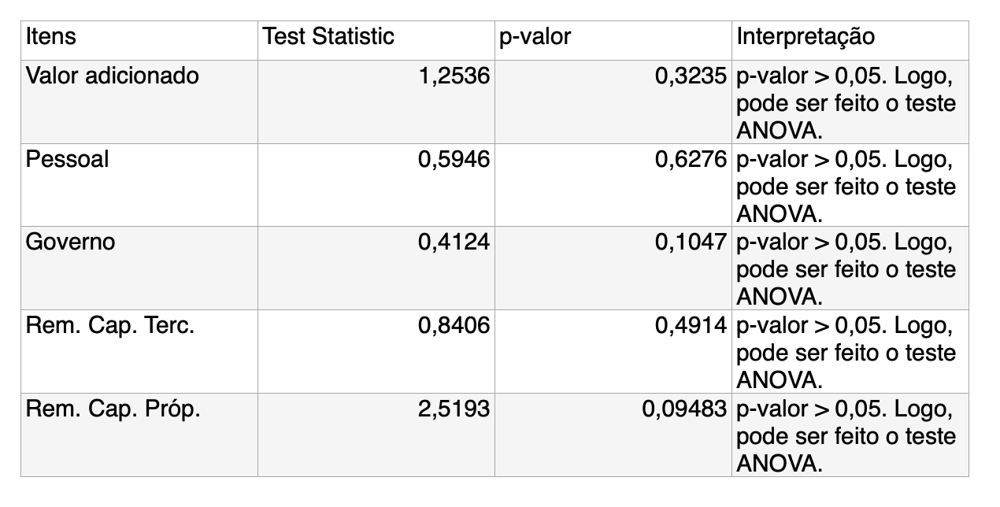 Itens Test Statistic p-valor Interpretação
Valor adicionado 1,2536 0,3235 p-valor > 0,05. Logo,
pode ser feito o teste
ANOVA.
Pessoal 0,5946 0,6276 p-valor > 0,05. Logo,
pode ser feito o teste
ANOVA.
Governo 0,4124 0,1047 p-valor > 0,05. Logo,
pode ser feito o teste
ANOVA.
Rem. Cap. Terc. 0,8406 0,4914 p-valor > 0,05. Logo,
pode ser feito o teste
ANOVA.
Rem. Cap. Próp. 2,5193 0,09483 p-valor > 0,05. Logo,
pode ser feito o teste
ANOVA.